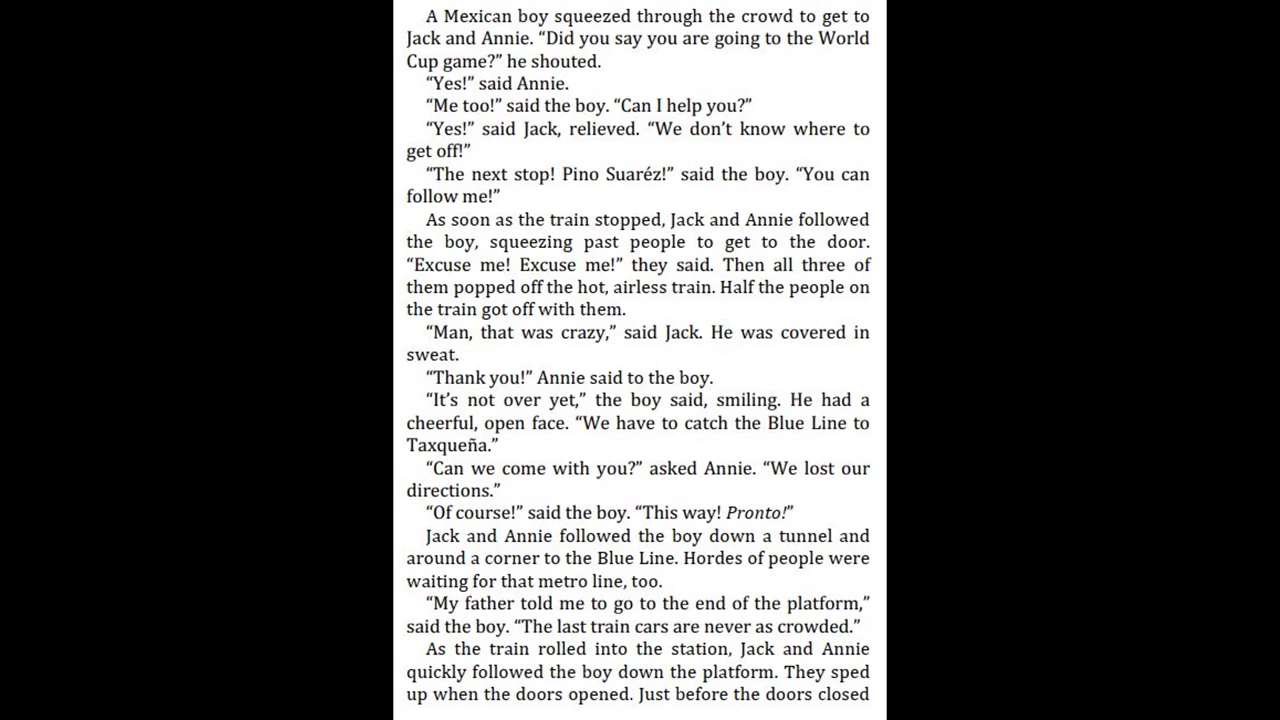 A Mexican boy squeezed through the crowd to get to
Jack and Annie. “Did you say you are going to the World
Cup game?” he shouted.
“Yes!” said Annie.
“Me too!” said the boy. “Can I help you?”
“Yes!” said Jack, relieved. “We don’t know where to
get off!”
“The next stop! Pino Suaréz!” said the boy. “You can
follow me!”
As soon as the train stopped, Jack and Annie followed
the boy, squeezing past people to get to the door.
“Excuse me! Excuse me!” they said. Then all three of
them popped off the hot, airless train. Half the people on
the train got off with them.
“Man, that was crazy,” said Jack. He was covered in
sweat.
“Thank you!” Annie said to the boy.
“It’s not over yet,” the boy said, smiling. He had a
cheerful, open face. “We have to catch the Blue Line to
Taxqueña.”
“Can we come with you?” asked Annie. “We lost our
directions.”
“Of course!” said the boy. “This way! Pronto!”
Jack and Annie followed the boy down a tunnel and
around a corner to the Blue Line. Hordes of people were
waiting for that metro line, too.
“My father told me to go to the end of the platform,”
said the boy. “The last train cars are never as crowded.”
As the train rolled into the station, Jack and Annie
quickly followed the boy down the platform. They sped
up when the doors opened. Just before the doors closed